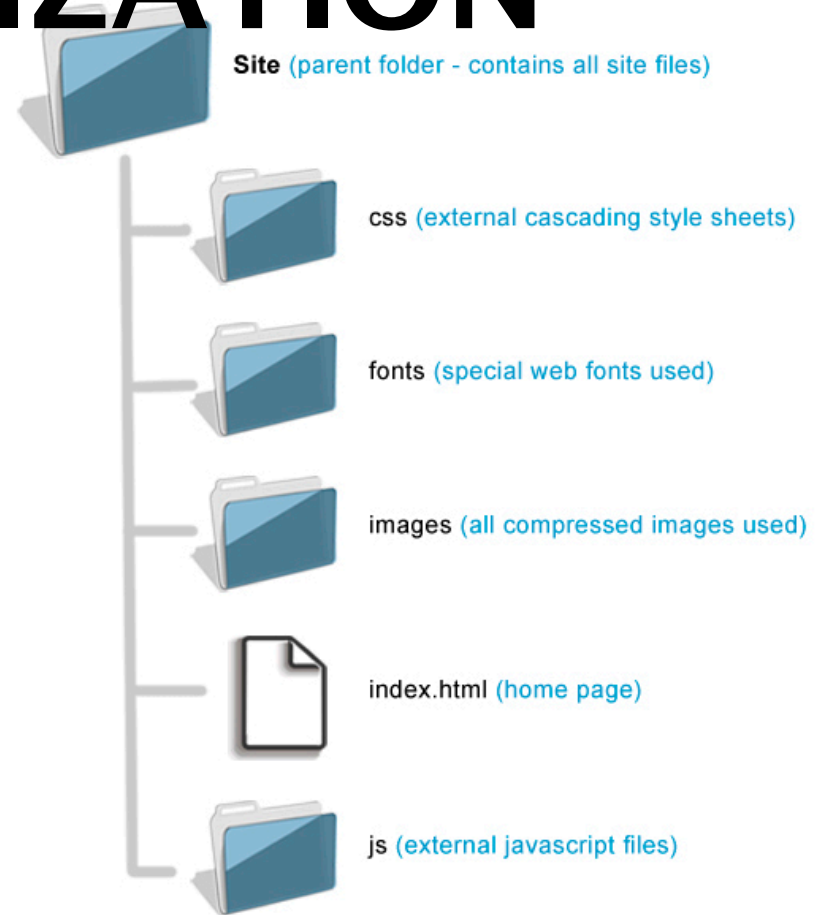 IZATION
Site (parent folder - contains all site files)
css (external cascading style sheets)
fonts (special web fonts used)
images (all compressed images used)
index.html (home page)
js (external javascript files)